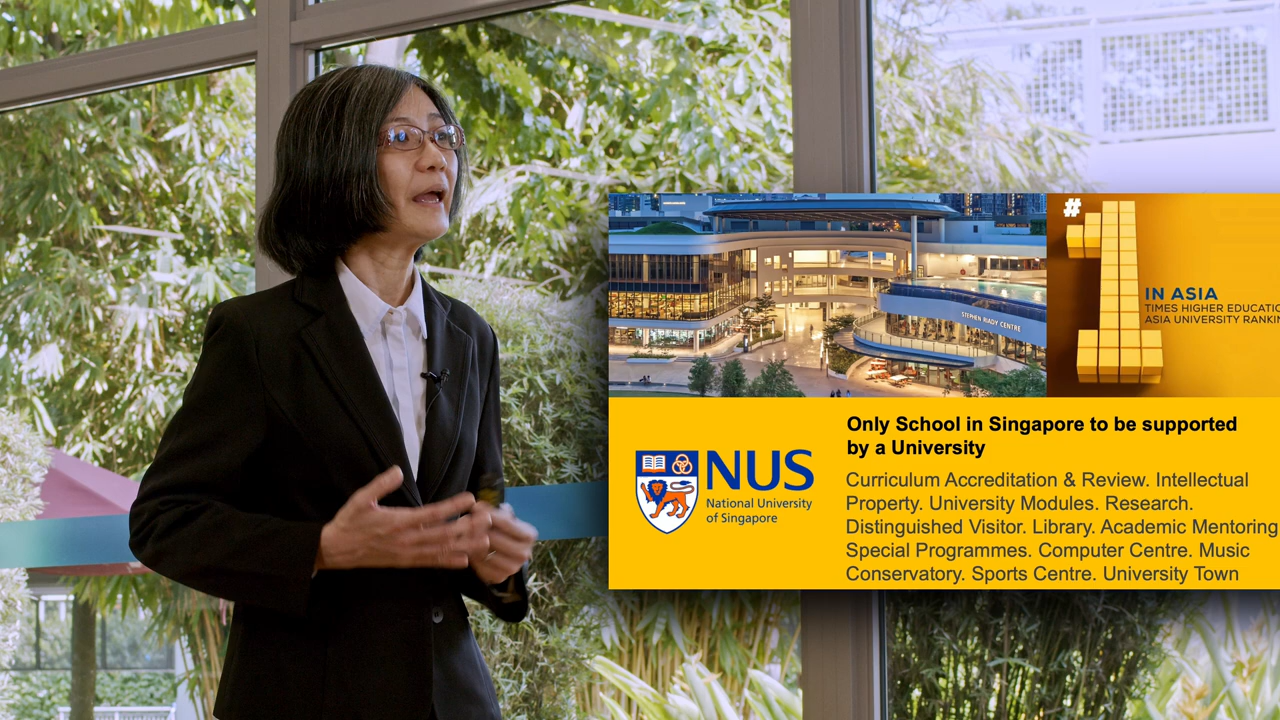 STEPHEN RIADY CENTRE
#1
IN ASIA
TIMES HIGHER EDUCATIO
ASIA UNIVERSITY RANKIN
NUS
National University
of Singapore
Only School in Singapore to be supported
by a University
Curriculum Accreditation & Review. Intellectual
Property. University Modules. Research.
Distinguished Visitor. Library. Academic Mentoring
Special Programmes. Computer Centre. Music
Conservatory. Sports Centre. University Town